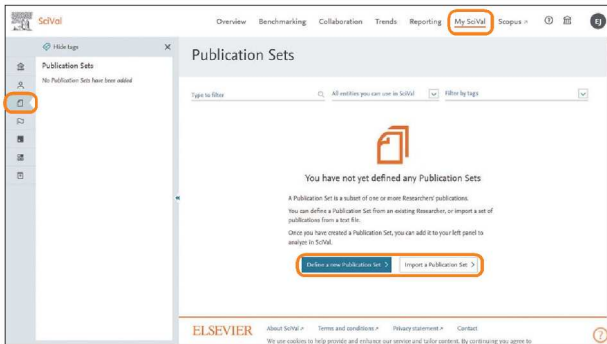 SciVal
Overview Benchmarking Collaboration Trends Reporting My SciVal Scopus
EJ
Hide tags
Publication Sets
No Publication Sets have been added
Publication Sets
Type to filter
All entities you can use in SciVal
Filter by tags
You have not yet defined any Publication Sets
A Publication Set is a subset of one or more Researchers' publications.
You can define a Publication Set from an existing Researcher, or import a set of
publications from a text file.
Once you have created a Publication Set, you can add it to your left panel to
analyze in SciVal.
Define a new Publication Set > Import a Publication Set >
ELSEVIER
About SciVal Terms and conditions Privacy statement Contact
We use cookies to help provide and enhance our service and tailor content. By continuing you agree to